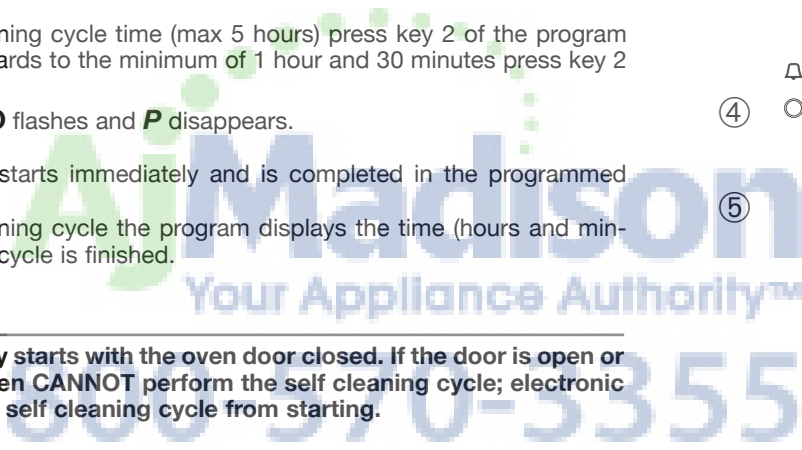 ning cycle time (max 5 hours) press key 2 of the program
ards to the minimum of 1 hour and 30 minutes press key 2
flashes and P disappears.
starts immediately and is completed in the programmed
ning cycle the program displays the time (hours and min-
cycle is finished.
y starts with the oven door closed. If the door is open or
en CANNOT perform the self cleaning cycle; electronic
self cleaning cycle from starting.
④
⑤
AjMadison
Your Appliance Authority™
800-570-3355